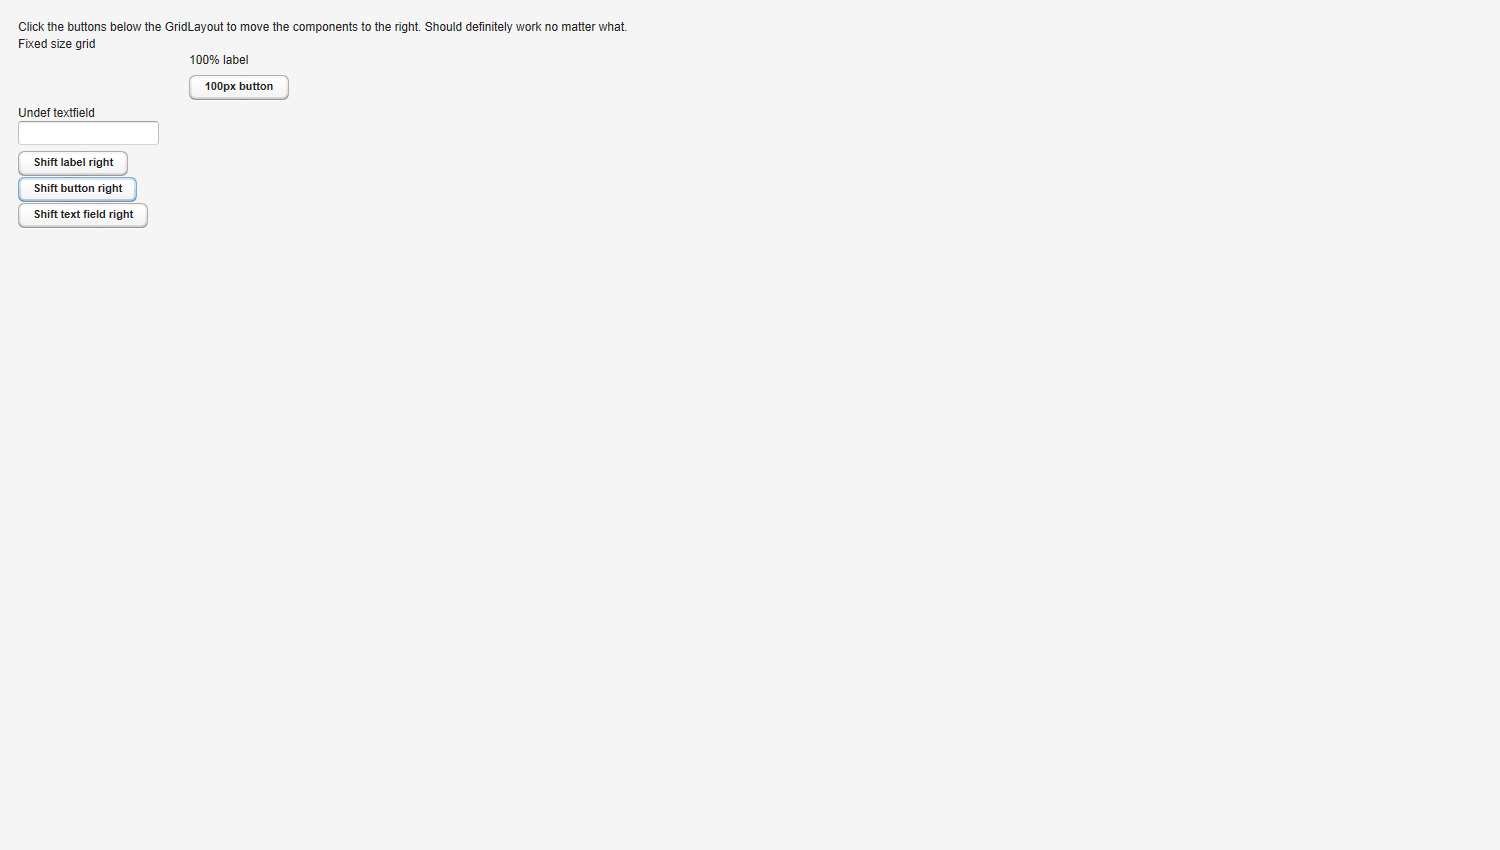 Click the buttons below the GridLayout to move the components to the right. Should definitely work no matter what.
Fixed size grid
100% label
100px button
Undef textfield
Shift label right
Shift button right
Shift text field right